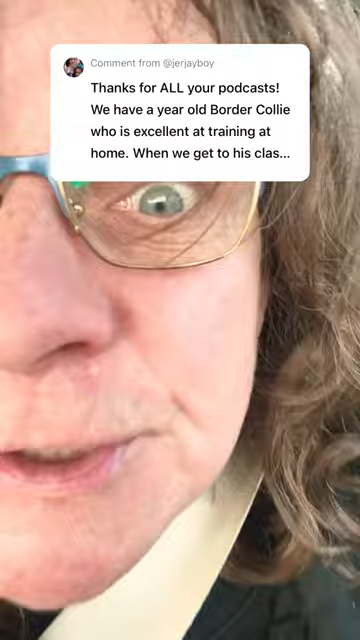 Comment from @jerjayboy
Thanks for ALL your podcasts!
We have a year old Border Collie
who is excellent at training at
home. When we get to his clas...